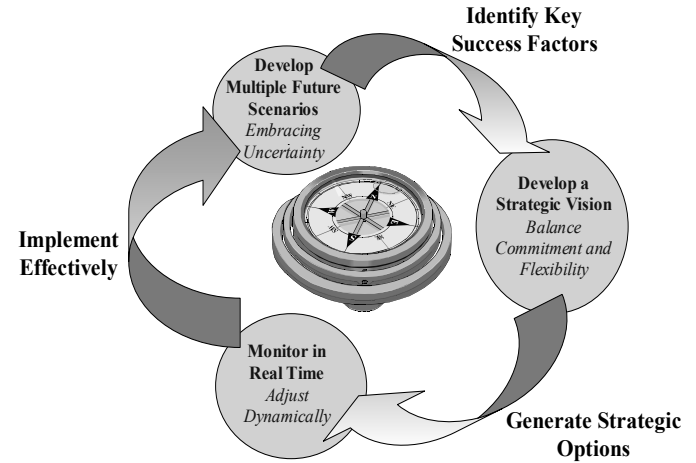 Identify Key
Success Factors
Develop
Multiple Future
Scenarios
Embracing
Uncertainty
Develop a
Strategic Vision
Balance
Commitment and
Flexibility
Implement
Effectively
Monitor in
Real Time
Adjust
Dynamically
Generate Strategic
Options